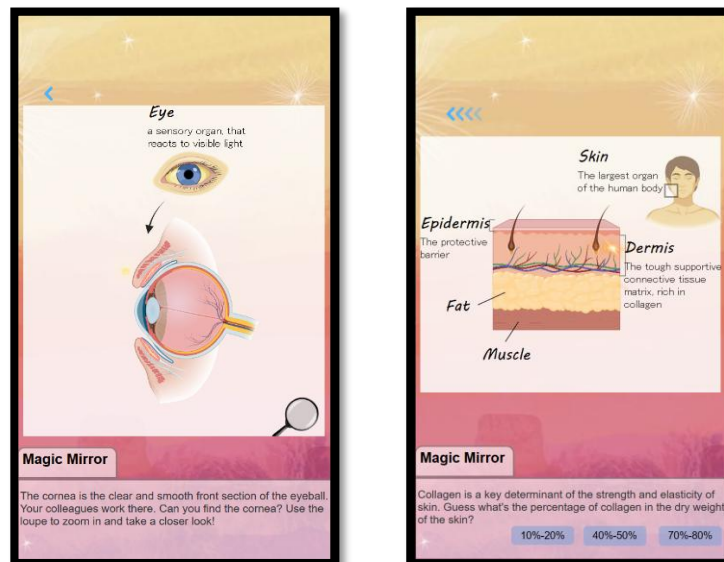 Eye
a sensory organ, that
reacts to visible light
Magic Mirror
The cornea is the clear and smooth front section of the eyeball.
Your colleagues work there. Can you find the cornea? Use the
loupe to zoom in and take a closer look!
Skin
The largest organ
of the human body
Epidermis
The protective
barrier
Dermis
The tough supportive
connective tissue
matrix, rich in
collagen
Fat
Muscle
Magic Mirror
Collagen is a key determinant of the strength and elasticity of
skin. Guess what's the percentage of collagen in the dry weight
of the skin?
10%-20% 40%-50% 70%-80%